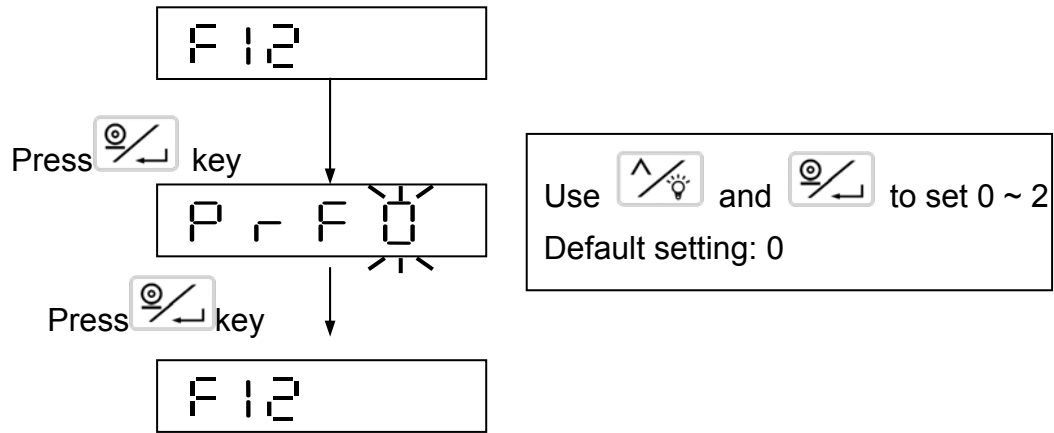 F12
Press key
PrF0
Use and to set 0 ~ 2
Default setting: 0
Press key
F12